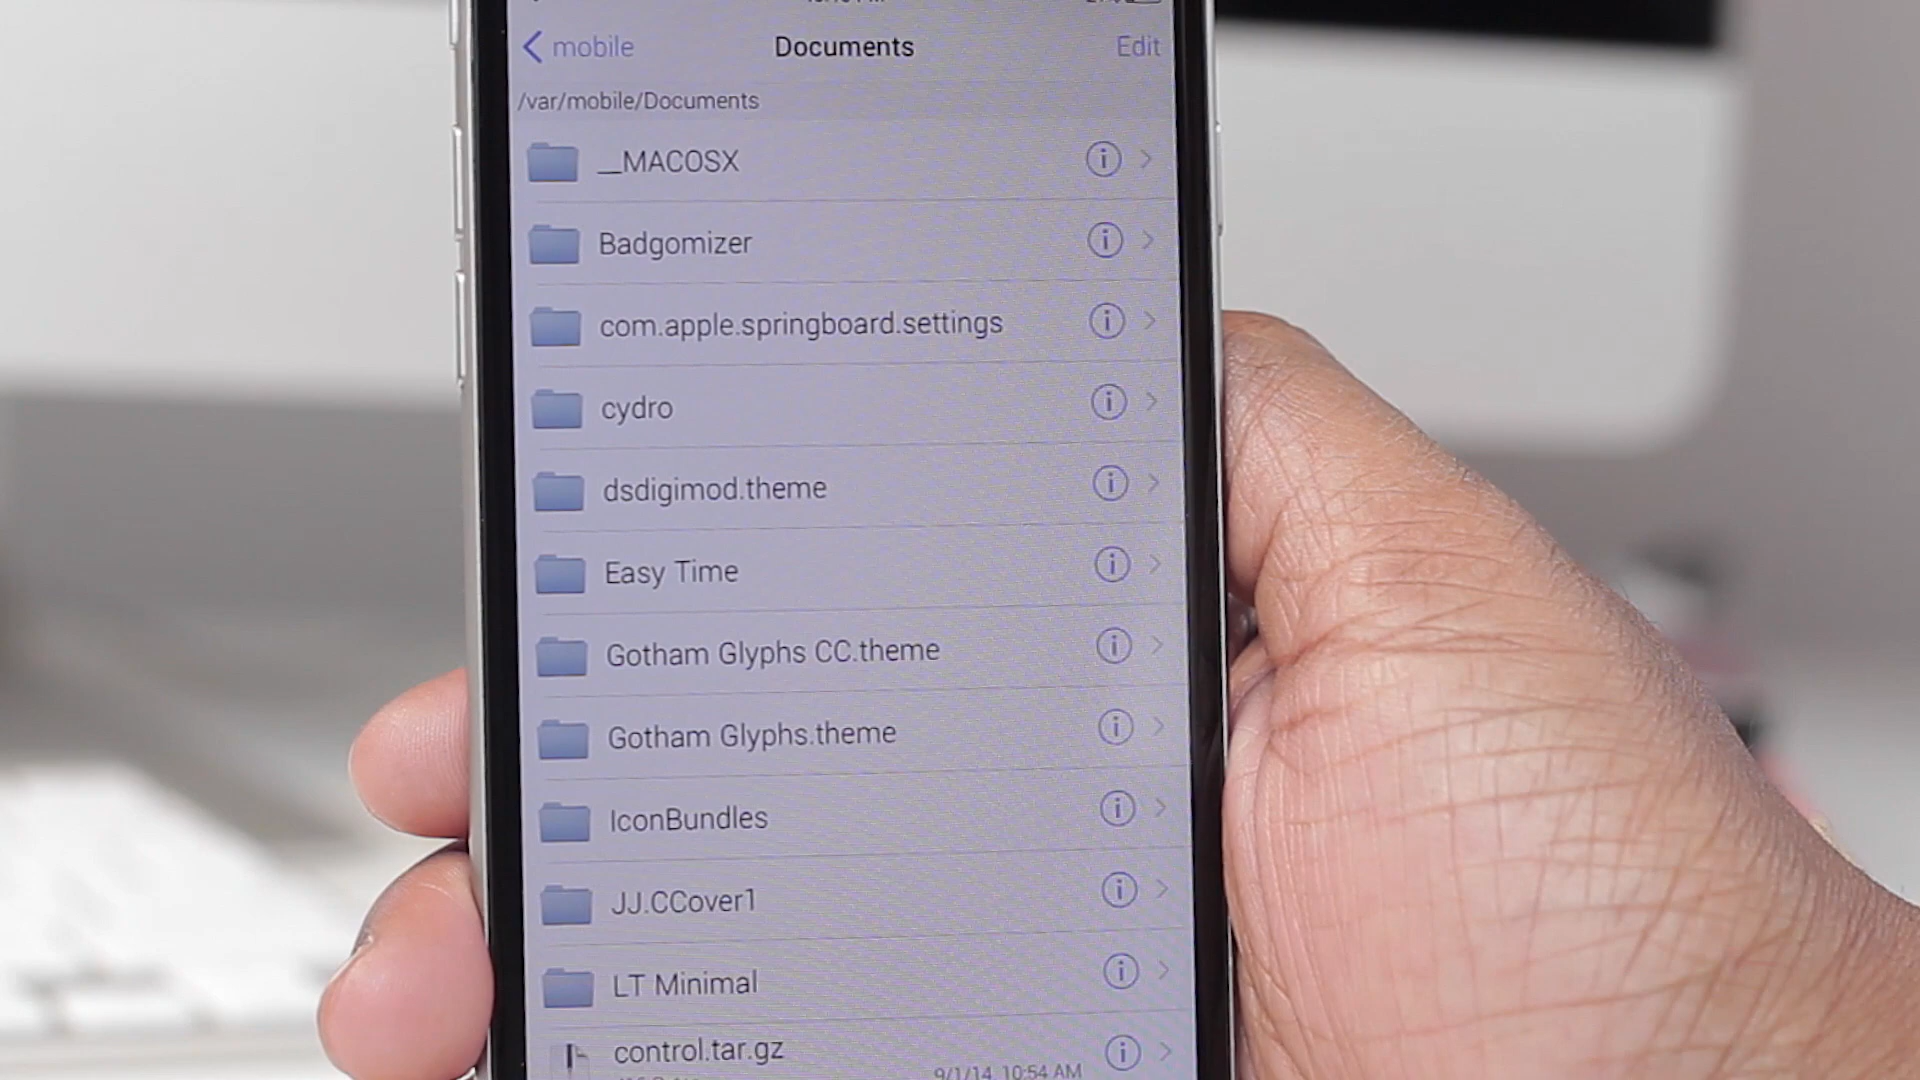 mobile
Documents
Edit
/var/mobile/Documents
__MACOSX
Badgomizer
com.apple.springboard.settings
cydro
dsdigimod.theme
Easy Time
Gotham Glyphs CC.theme
Gotham Glyphs.theme
IconBundles
JJ.CCover1
LT Minimal
control.tar.gz
9/1/14, 10:54 AM